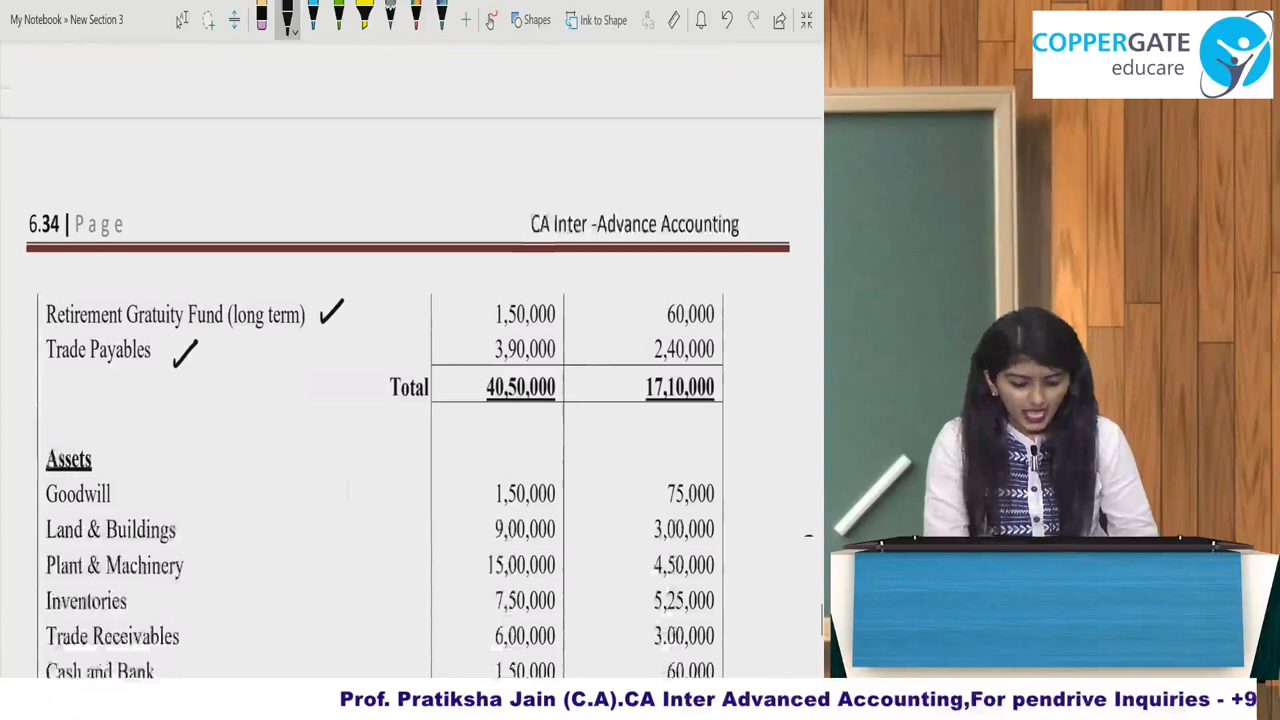 My Notebook » New Section 3
Shapes
Ink to Shape
COPPERGATE
educare
6.34 | Page
CA Inter -Advance Accounting
Retirement Gratuity Fund (long term) 1,50,000 60,000
Trade Payables 3,90,000 2,40,000
Total 40,50,000 17,10,000
Assets
Goodwill 1,50,000 75,000
Land & Buildings 9,00,000 3,00,000
Plant & Machinery 15,00,000 4,50,000
Inventories 7,50,000 5,25,000
Trade Receivables 6,00,000 3,00,000
Cash and Bank 1,50,000 60,000
Prof. Pratiksha Jain (C.A).CA Inter Advanced Accounting,For pendrive Inquiries - +9